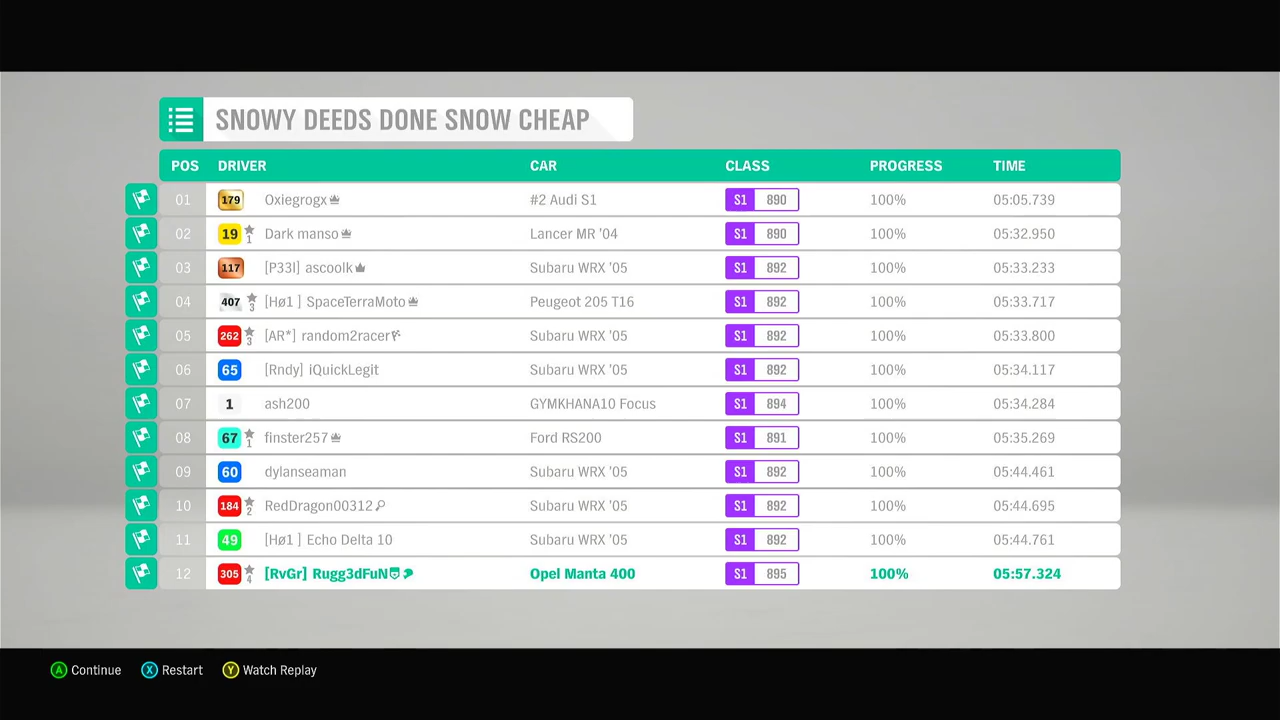 SNOWY DEEDS DONE SNOW CHEAP
POS DRIVER CAR CLASS PROGRESS TIME
01 179 Oxiegrogx #2 Audi S1 S1 890 100% 05:05.739
02 19 1 Dark manso Lancer MR '04 S1 890 100% 05:32.950
03 117 [P33l] ascoolk Subaru WRX '05 S1 892 100% 05:33.233
04 407 3 [Hø1 ] SpaceTerraMoto Peugeot 205 T16 S1 892 100% 05:33.717
05 262 3 [AR*] random2racer Subaru WRX '05 S1 892 100% 05:33.800
06 65 [Rndy] iQuickLegit Subaru WRX '05 S1 892 100% 05:34.117
07 1 ash200 GYMKHANA10 Focus S1 894 100% 05:34.284
08 67 1 finster257 Ford RS200 S1 891 100% 05:35.269
09 60 dylanseaman Subaru WRX '05 S1 892 100% 05:44.461
10 184 2 RedDragon00312 Subaru WRX '05 S1 892 100% 05:44.695
11 49 [Hø1 ] Echo Delta 10 Subaru WRX '05 S1 892 100% 05:44.761
12 305 4 [RvGr] Rugg3dFuN Opel Manta 400 S1 895 100% 05:57.324
A Continue X Restart Y Watch Replay